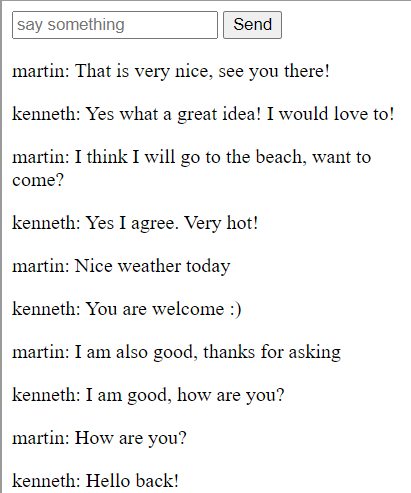 say something Send
martin: That is very nice, see you there!
kenneth: Yes what a great idea! I would love to!
martin: I think I will go to the beach, want to
come?
kenneth: Yes I agree. Very hot!
martin: Nice weather today
kenneth: You are welcome :)
martin: I am also good, thanks for asking
kenneth: I am good, how are you?
martin: How are you?
kenneth: Hello back!